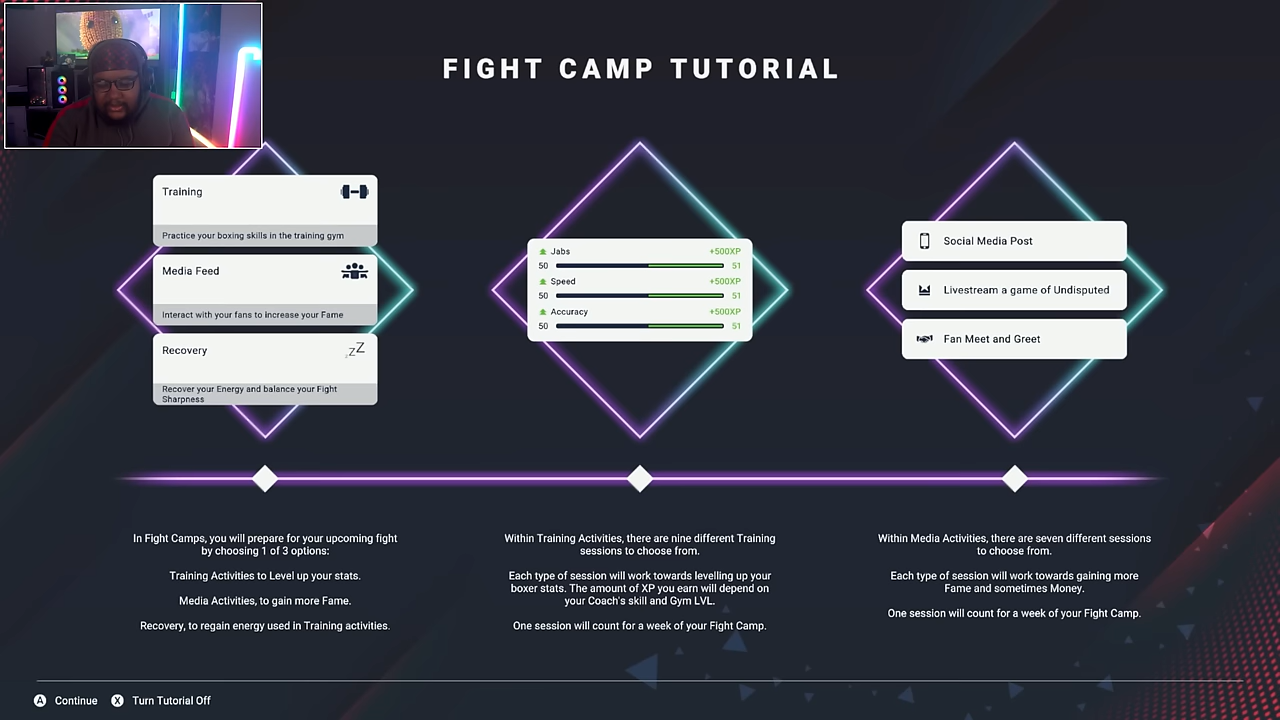 FIGHT CAMP TUTORIAL
Training
Practice your boxing skills in the training gym
Media Feed
Interact with your fans to increase your Fame
Recovery
zZZ
Recover your Energy and balance your Fight
Sharpness
Jabs +500XP
50 51
Speed +500XP
50 51
Accuracy +500XP
50 51
Social Media Post
Livestream a game of Undisputed
Fan Meet and Greet
In Fight Camps, you will prepare for your upcoming fight
by choosing 1 of 3 options:
Training Activities to Level up your stats.
Media Activities, to gain more Fame.
Recovery, to regain energy used in Training activities.
Within Training Activities, there are nine different Training
sessions to choose from.
Each type of session will work towards levelling up your
boxer stats. The amount of XP you earn will depend on
your Coach's skill and Gym LVL.
One session will count for a week of your Fight Camp.
Within Media Activities, there are seven different sessions
to choose from.
Each type of session will work towards gaining more
Fame and sometimes Money.
One session will count for a week of your Fight Camp.
A Continue X Turn Tutorial Off